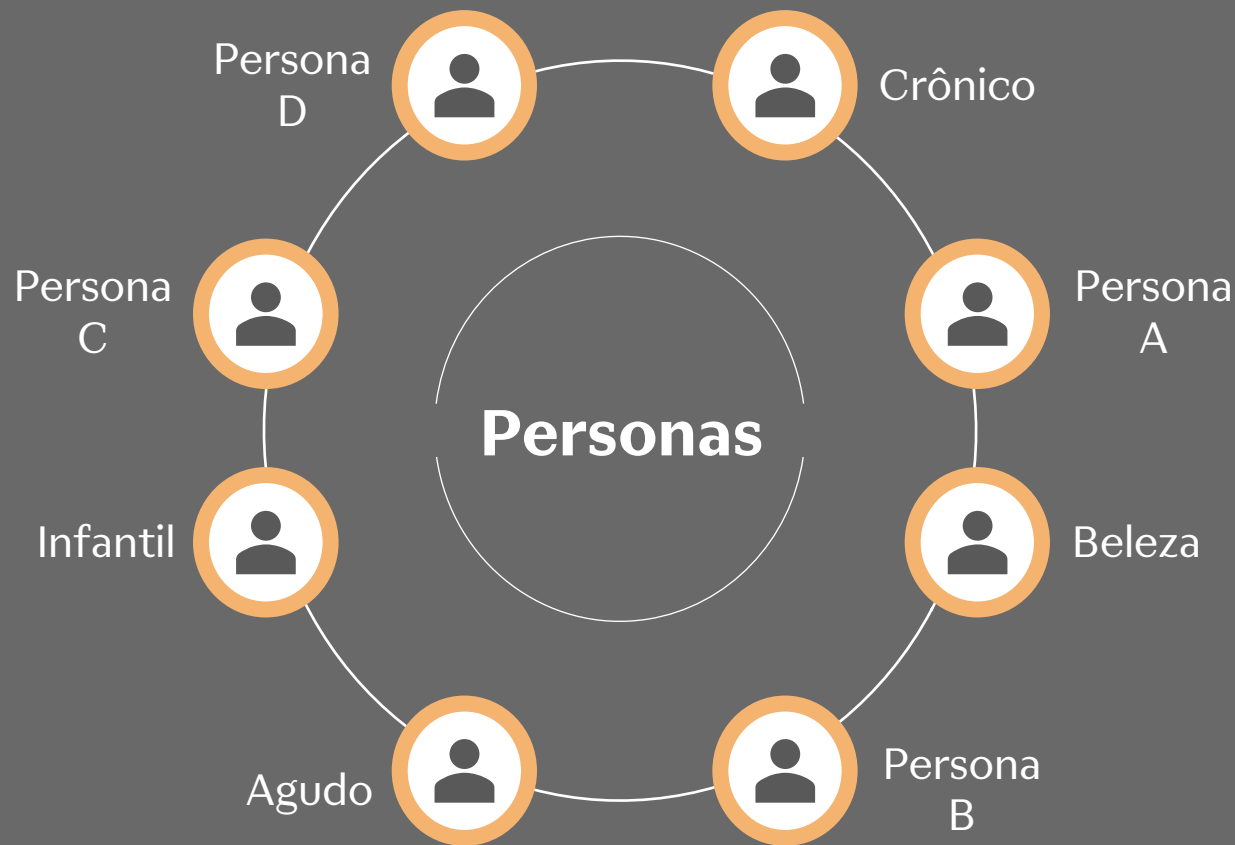 Persona
D
Crônico
Persona
C
Persona
A
Personas
Infantil
Beleza
Agudo
Persona
B